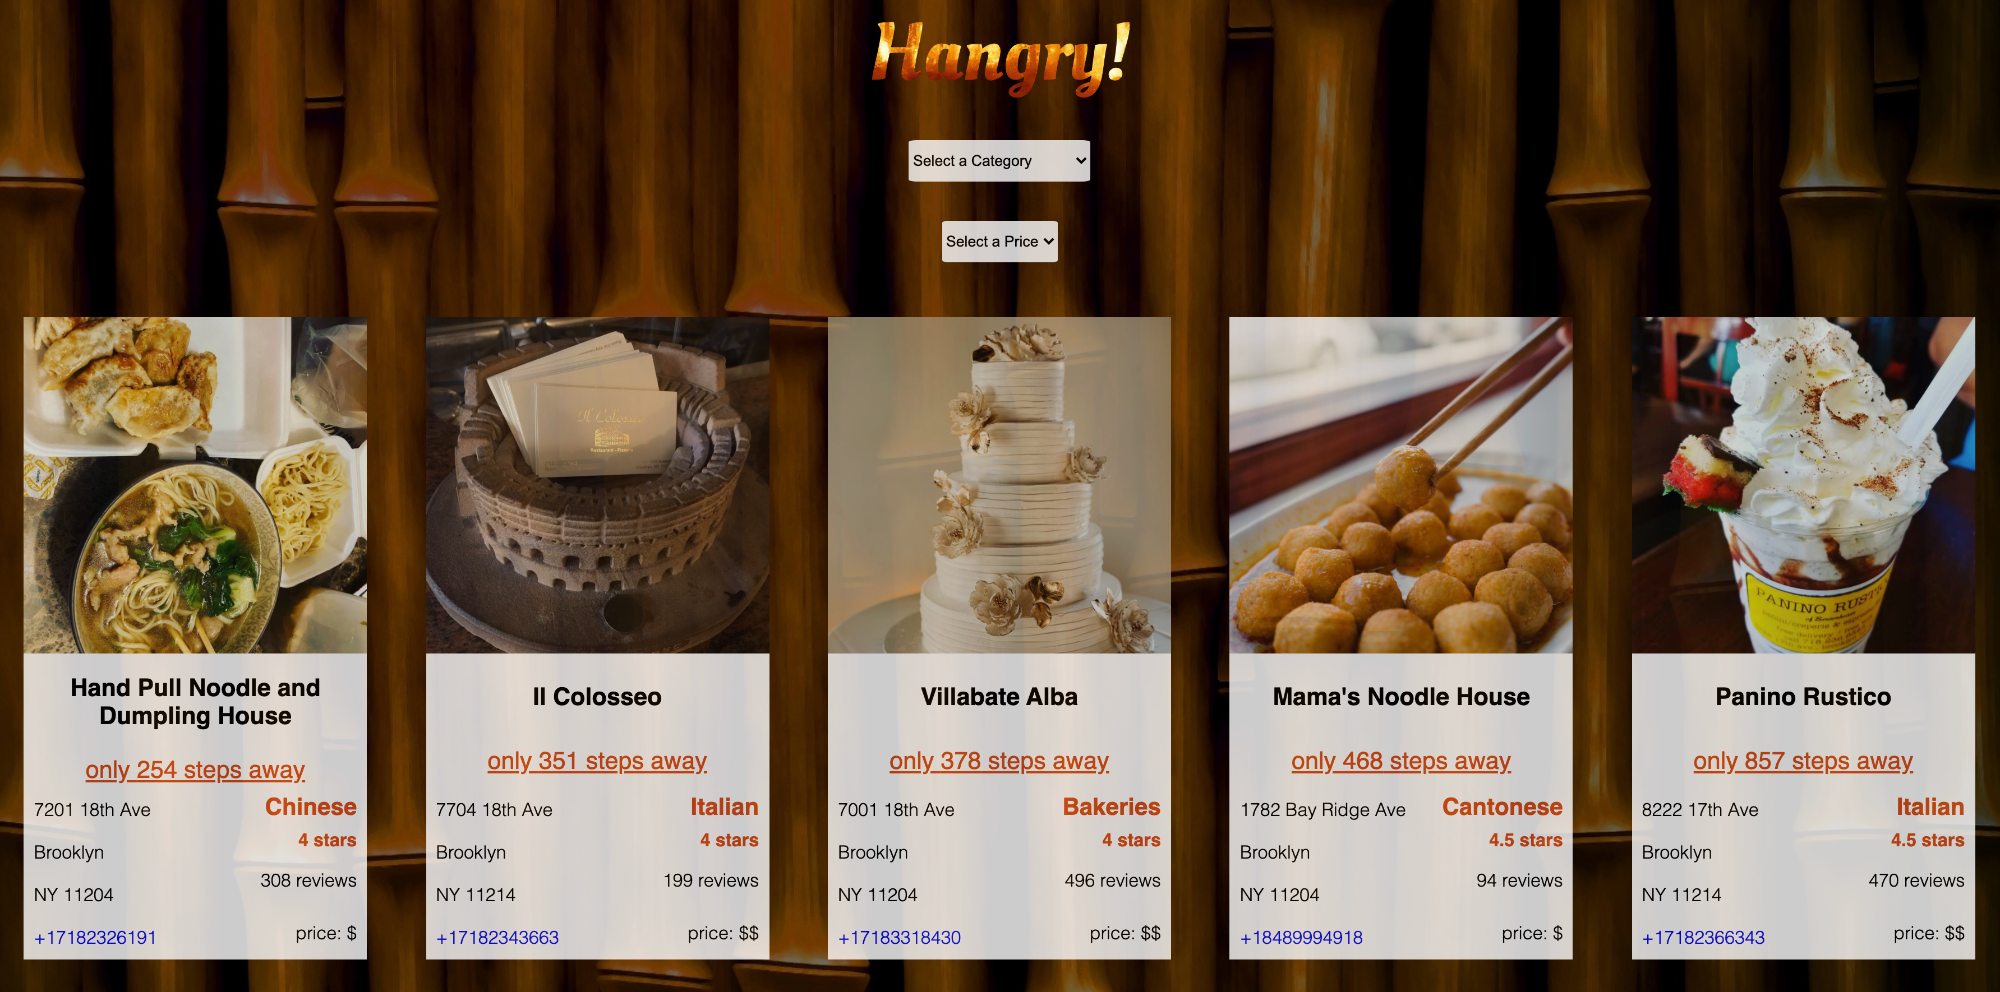 Hangry!
Select a Category
Select a Price
Il Colosseo
PANINO RUST
Hand Pull Noodle and
Dumpling House
only 254 steps away
7201 18th Ave
Chinese
4 stars
Brooklyn
308 reviews
NY 11204
+17182326191
price: $
Il Colosseo
only 351 steps away
7704 18th Ave
Italian
4 stars
Brooklyn
199 reviews
NY 11214
+17182343663
price: $$
Villabate Alba
only 378 steps away
7001 18th Ave
Bakeries
4 stars
Brooklyn
496 reviews
NY 11204
+17183318430
price: $$
Mama's Noodle House
only 468 steps away
1782 Bay Ridge Ave
Cantonese
4.5 stars
Brooklyn
94 reviews
NY 11204
+18489994918
price: $
Panino Rustico
only 857 steps away
8222 17th Ave
Italian
4.5 stars
Brooklyn
470 reviews
NY 11214
+17182366343
price: $$